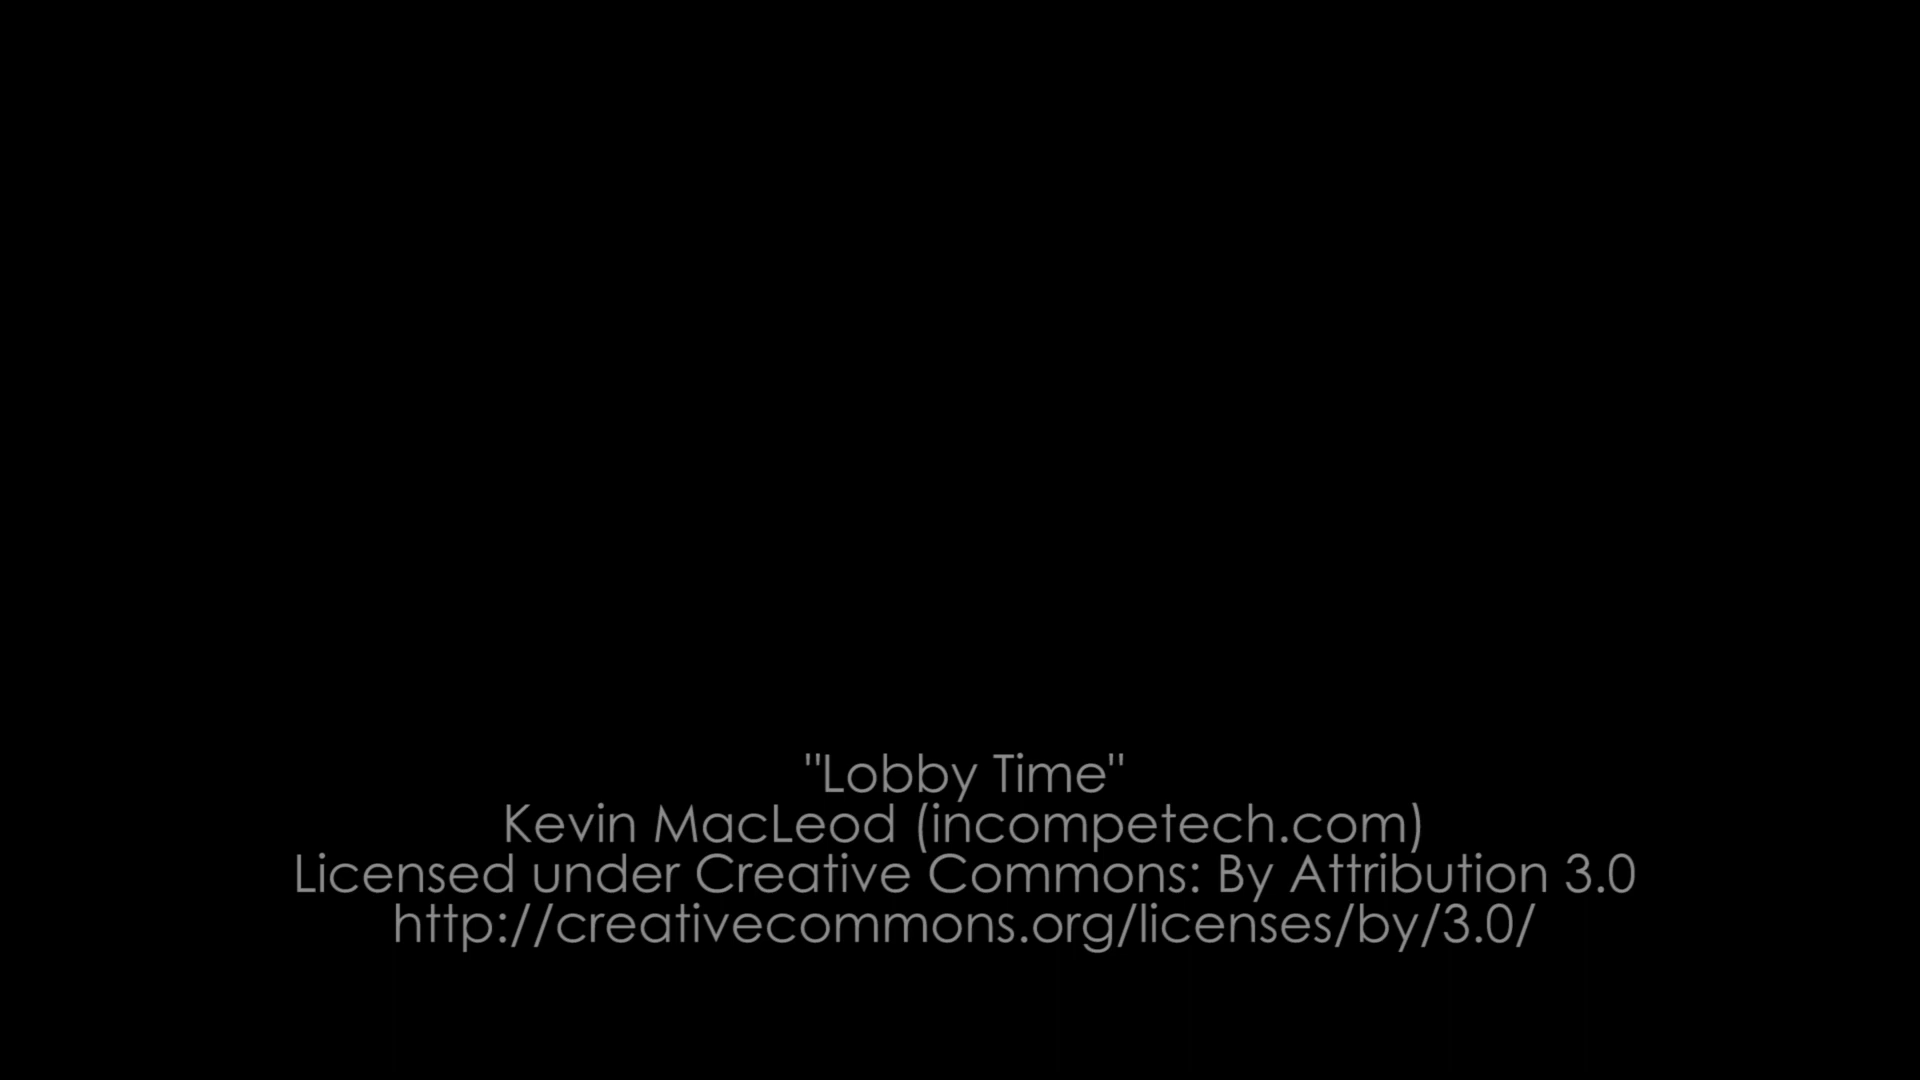 "Lobby Time"
Kevin MacLeod (incompetech.com)
Licensed under Creative Commons: By Attribution 3.0
http://creativecommons.org/licenses/by/3.0/